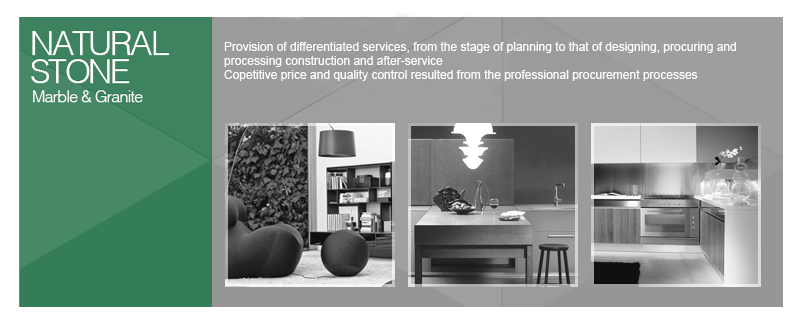 NATURAL
STONE
Marble & Granite
Provision of differentiated services, from the stage of planning to that of designing, procuring and
processing construction and after-service
Copetitive price and quality control resulted from the professional procurement processes